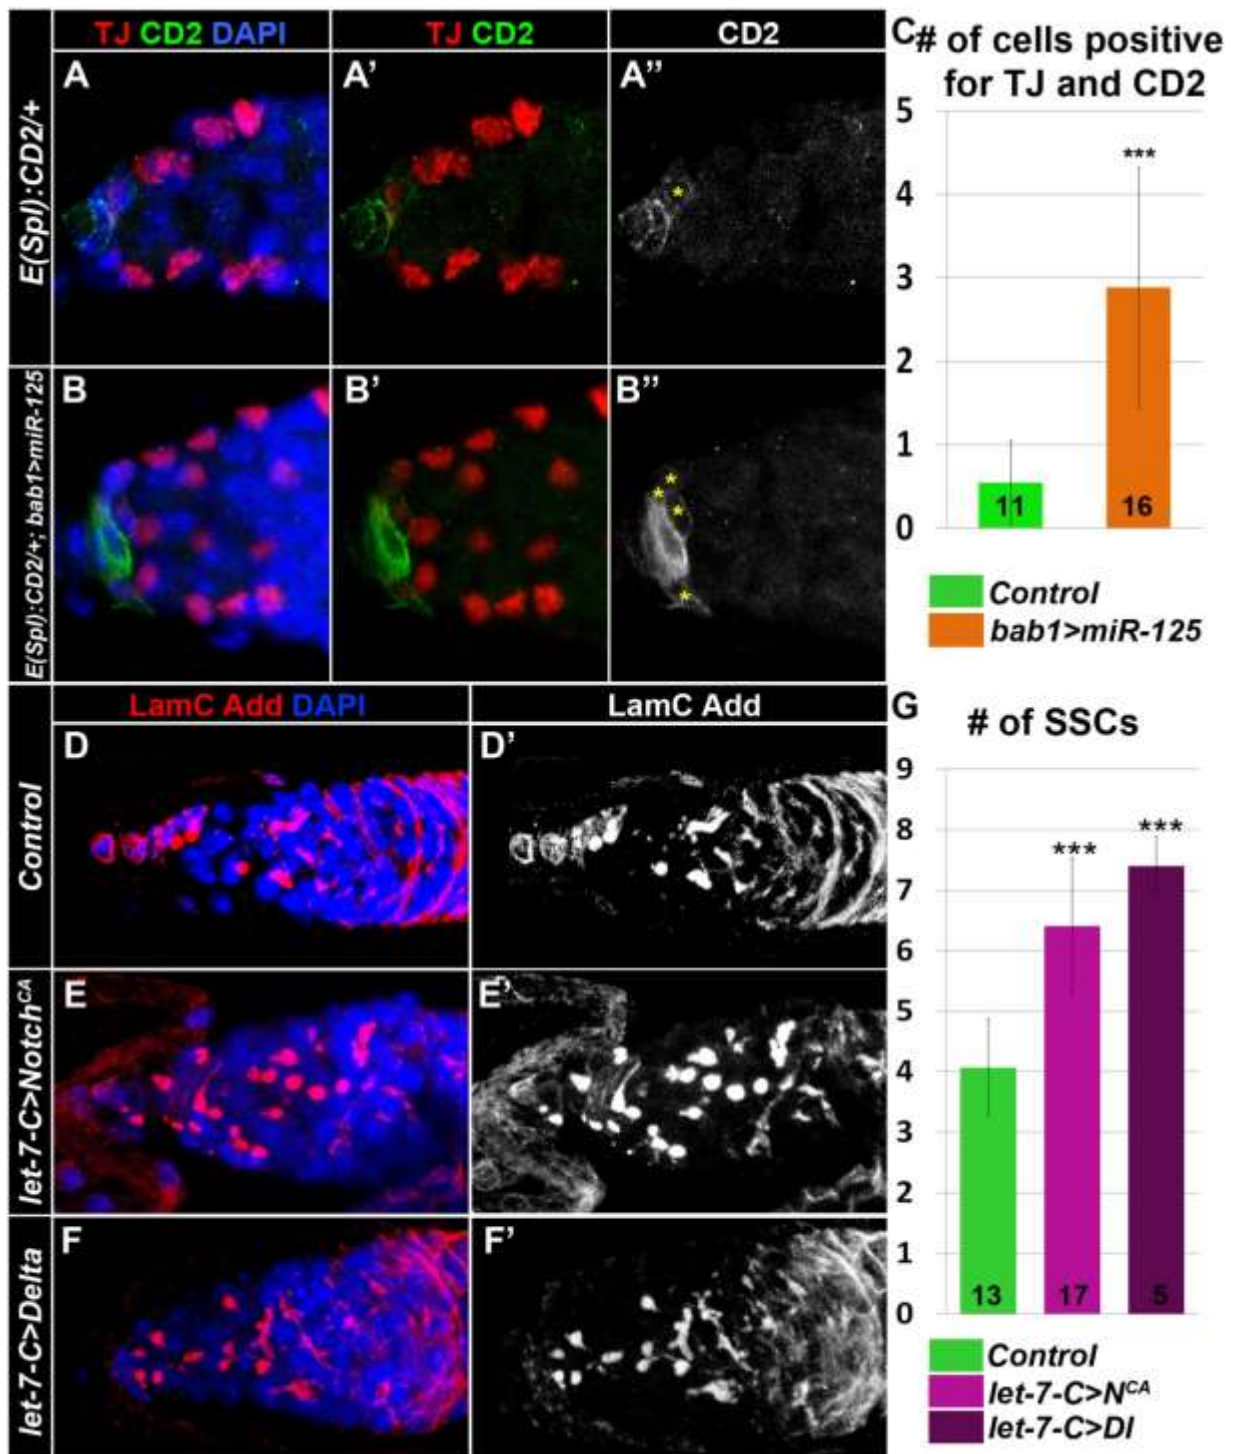 TJ CD2 DAPI
TJ CD2
CD2
E(Spl):CD2/+
A
A'
A''
*
E(Spl):CD2/+; bab1>miR-125
B
B'
B''
*
*
*
*
C
# of cells positive
for TJ and CD2
5
4
3
2
1
0
***
11
16
Control
bab1>miR-125
LamC Add DAPI
LamC Add
Control
D
D'
let-7-C>Notch^CA
E
E'
let-7-C>Delta
F
F'
G
# of SSCs
9
8
7
6
5
4
3
2
1
0
***
***
13
17
5
Control
let-7-C>N^CA
let-7-C>Dl